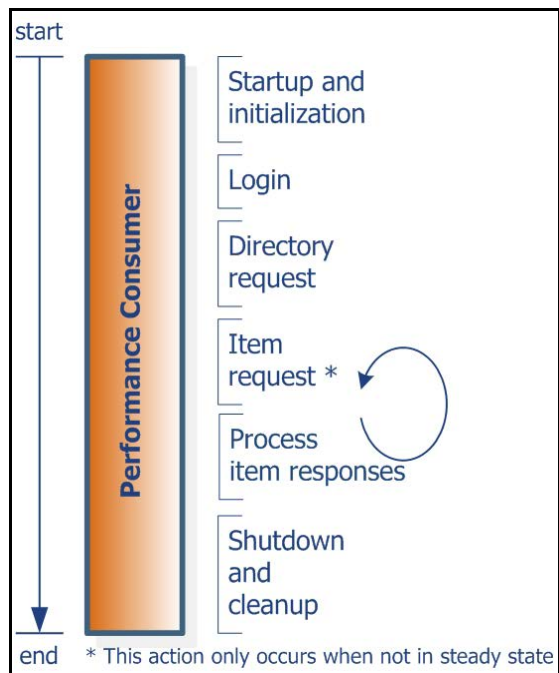 start
Performance Consumer
Startup and
initialization
Login
Directory
request
Item
request *
Process
item responses
Shutdown
and
cleanup
end
* This action only occurs when not in steady state